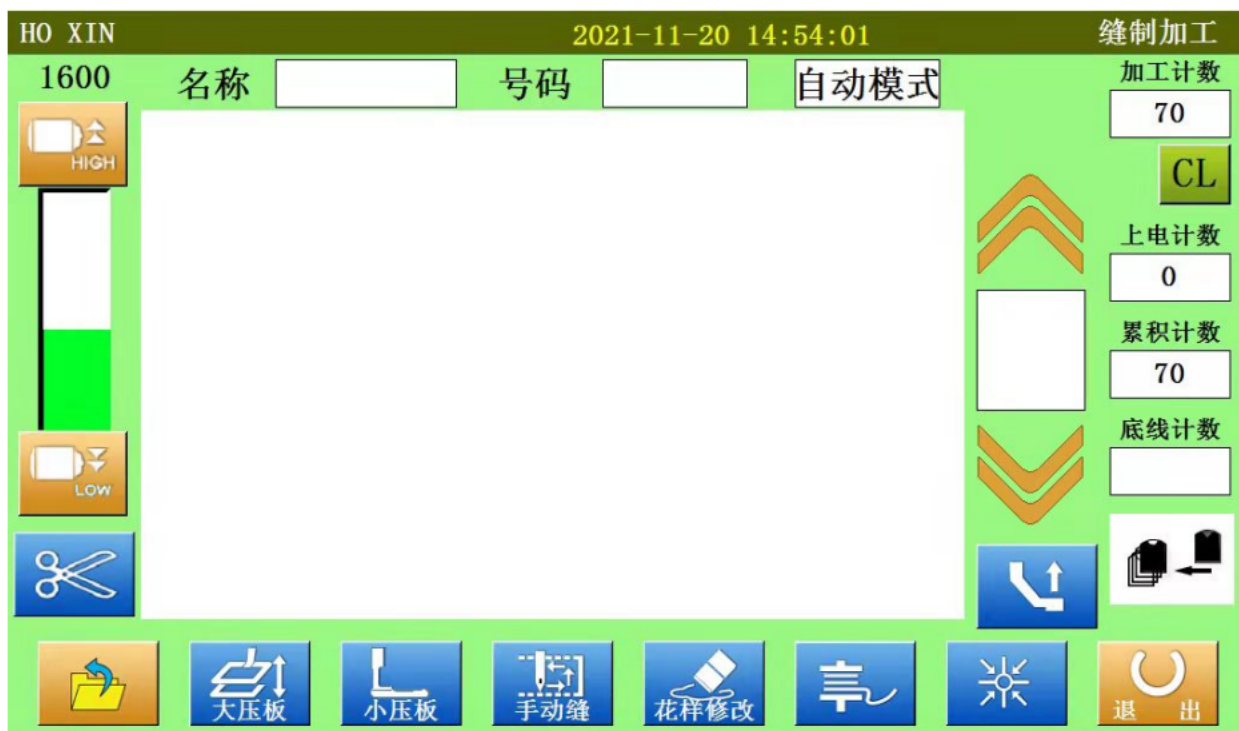 HO XIN 2021-11-20 14:54:01 缝制加工
1600 名称 号码 自动模式 加工计数
70
HIGH
CL
上电计数
0
累积计数
70
底线计数
LOW
大压板 小压板 手动缝 花样修改 退 出